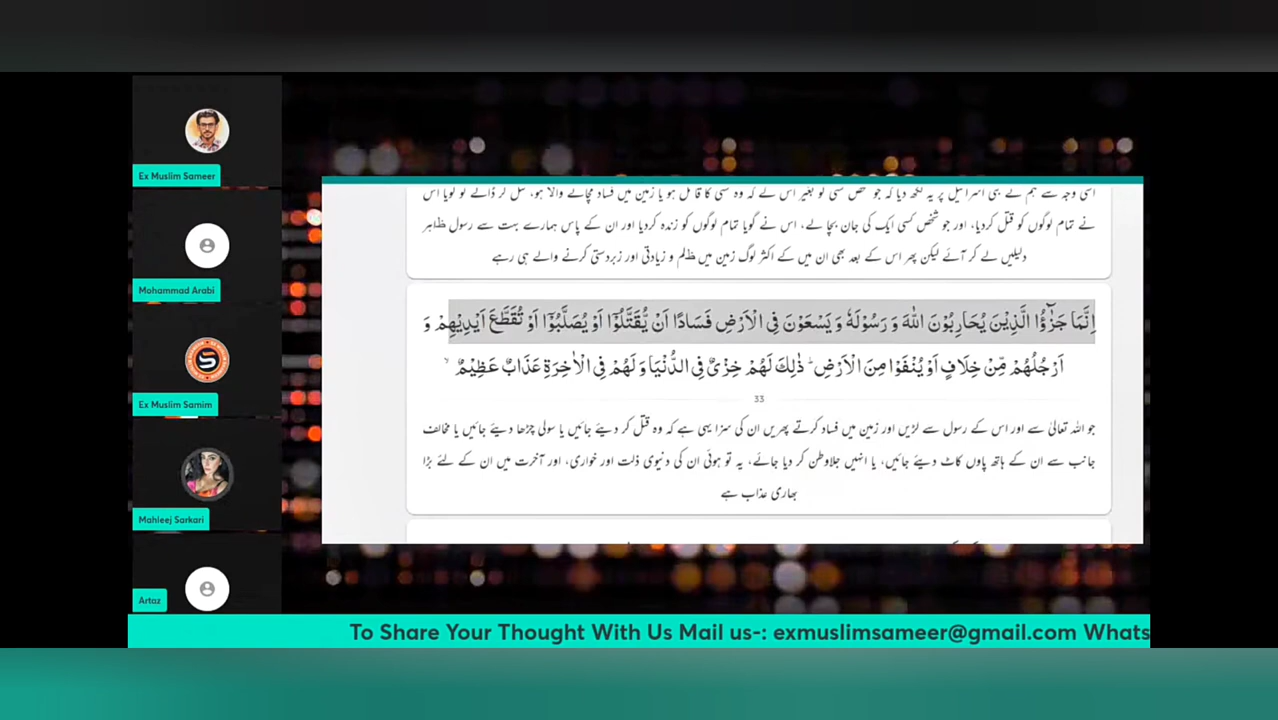 Ex Muslim Sameer
Mohammad Arabi
Ex Muslim Samim
Mahleej Sarkari
Artaz
اسی وجہ سے ہم نے بنی اسرائیل پر یہ لکھ دیا کہ جو شخص کسی کو بغیر اس کے کہ وہ کسی کا قاتل ہو یا زمین میں فساد مچانے والا ہو، قتل کر ڈالے تو گویا اس
نے تمام لوگوں کو قتل کردیا، اور جو شخص کسی ایک کی جان بچا لے، اس نے گویا تمام لوگوں کو زندہ کردیا اور ان کے پاس ہمارے بہت سے رسول ظاہر
دلیلیں لے کر آئے لیکن پھر اس کے بعد بھی ان میں کے اکثر لوگ زمین میں ظلم و زیادتی اور زبردستی کرنے والے ہی رہے
اِنَّمَا جَزٰٓؤُا الَّذِیْنَ یُحَارِبُوْنَ اللّٰهَ وَ رَسُوْلَهٗ وَ یَسْعَوْنَ فِی الْاَرْضِ فَسَادًا اَنْ یُّقَتَّلُوْۤا اَوْ یُصَلَّبُوْۤا اَوْ تُقَطَّعَ اَیْدِیْهِمْ وَ
اَرْجُلُهُمْ مِّنْ خِلَافٍ اَوْ یُنْفَوْا مِنَ الْاَرْضِ ؕ ذٰلِكَ لَهُمْ خِزْیٌ فِی الدُّنْیَا وَ لَهُمْ فِی الْاٰخِرَةِ عَذَابٌ عَظِیْمٌ ۙ
33
جو اللہ تعالیٰ سے اور اس کے رسول سے لڑیں اور زمین میں فساد کرتے پھریں ان کی سزا یہی ہے کہ وہ قتل کر دیئے جائیں یا سولی چڑھا دیئے جائیں یا مخالف
جانب سے ان کے ہاتھ پاوں کاٹ دیئے جائیں، یا انہیں جلاوطن کر دیا جائے، یہ تو ہوئی ان کی دنیوی ذلت اور خواری، اور آخرت میں ان کے لئے بڑا
بھاری عذاب ہے
To Share Your Thought With Us Mail us-: exmuslimsameer@gmail.com Whats